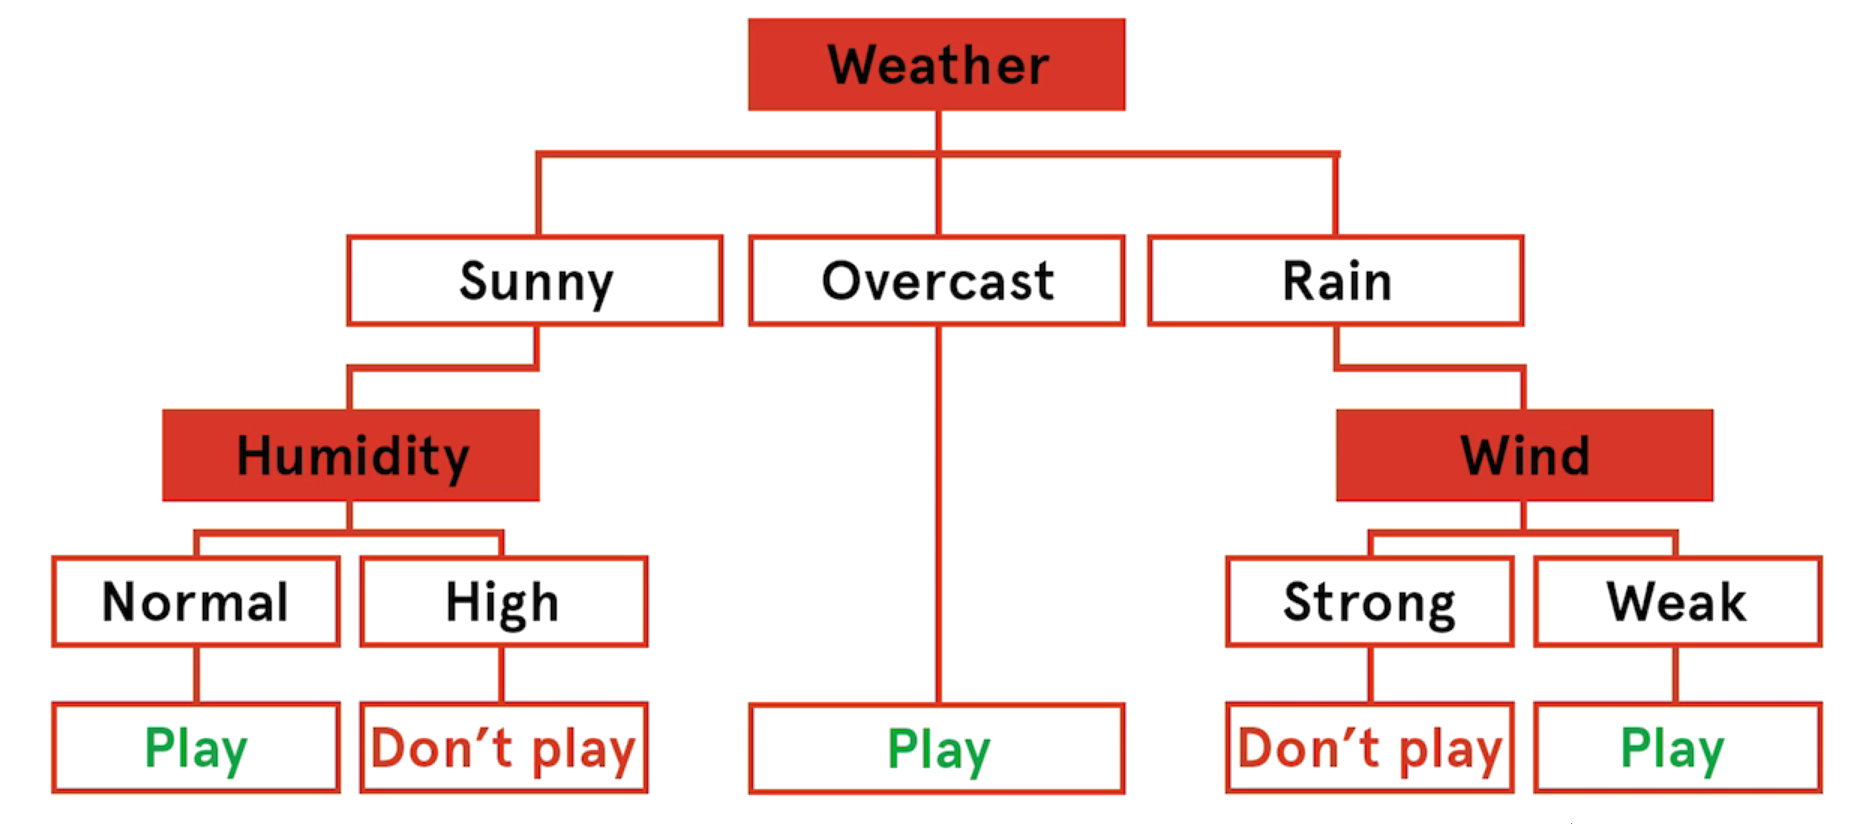 Weather
Sunny
Overcast
Rain
Humidity
Wind
Normal
High
Strong
Weak
Play
Don’t play
Play
Don’t play
Play